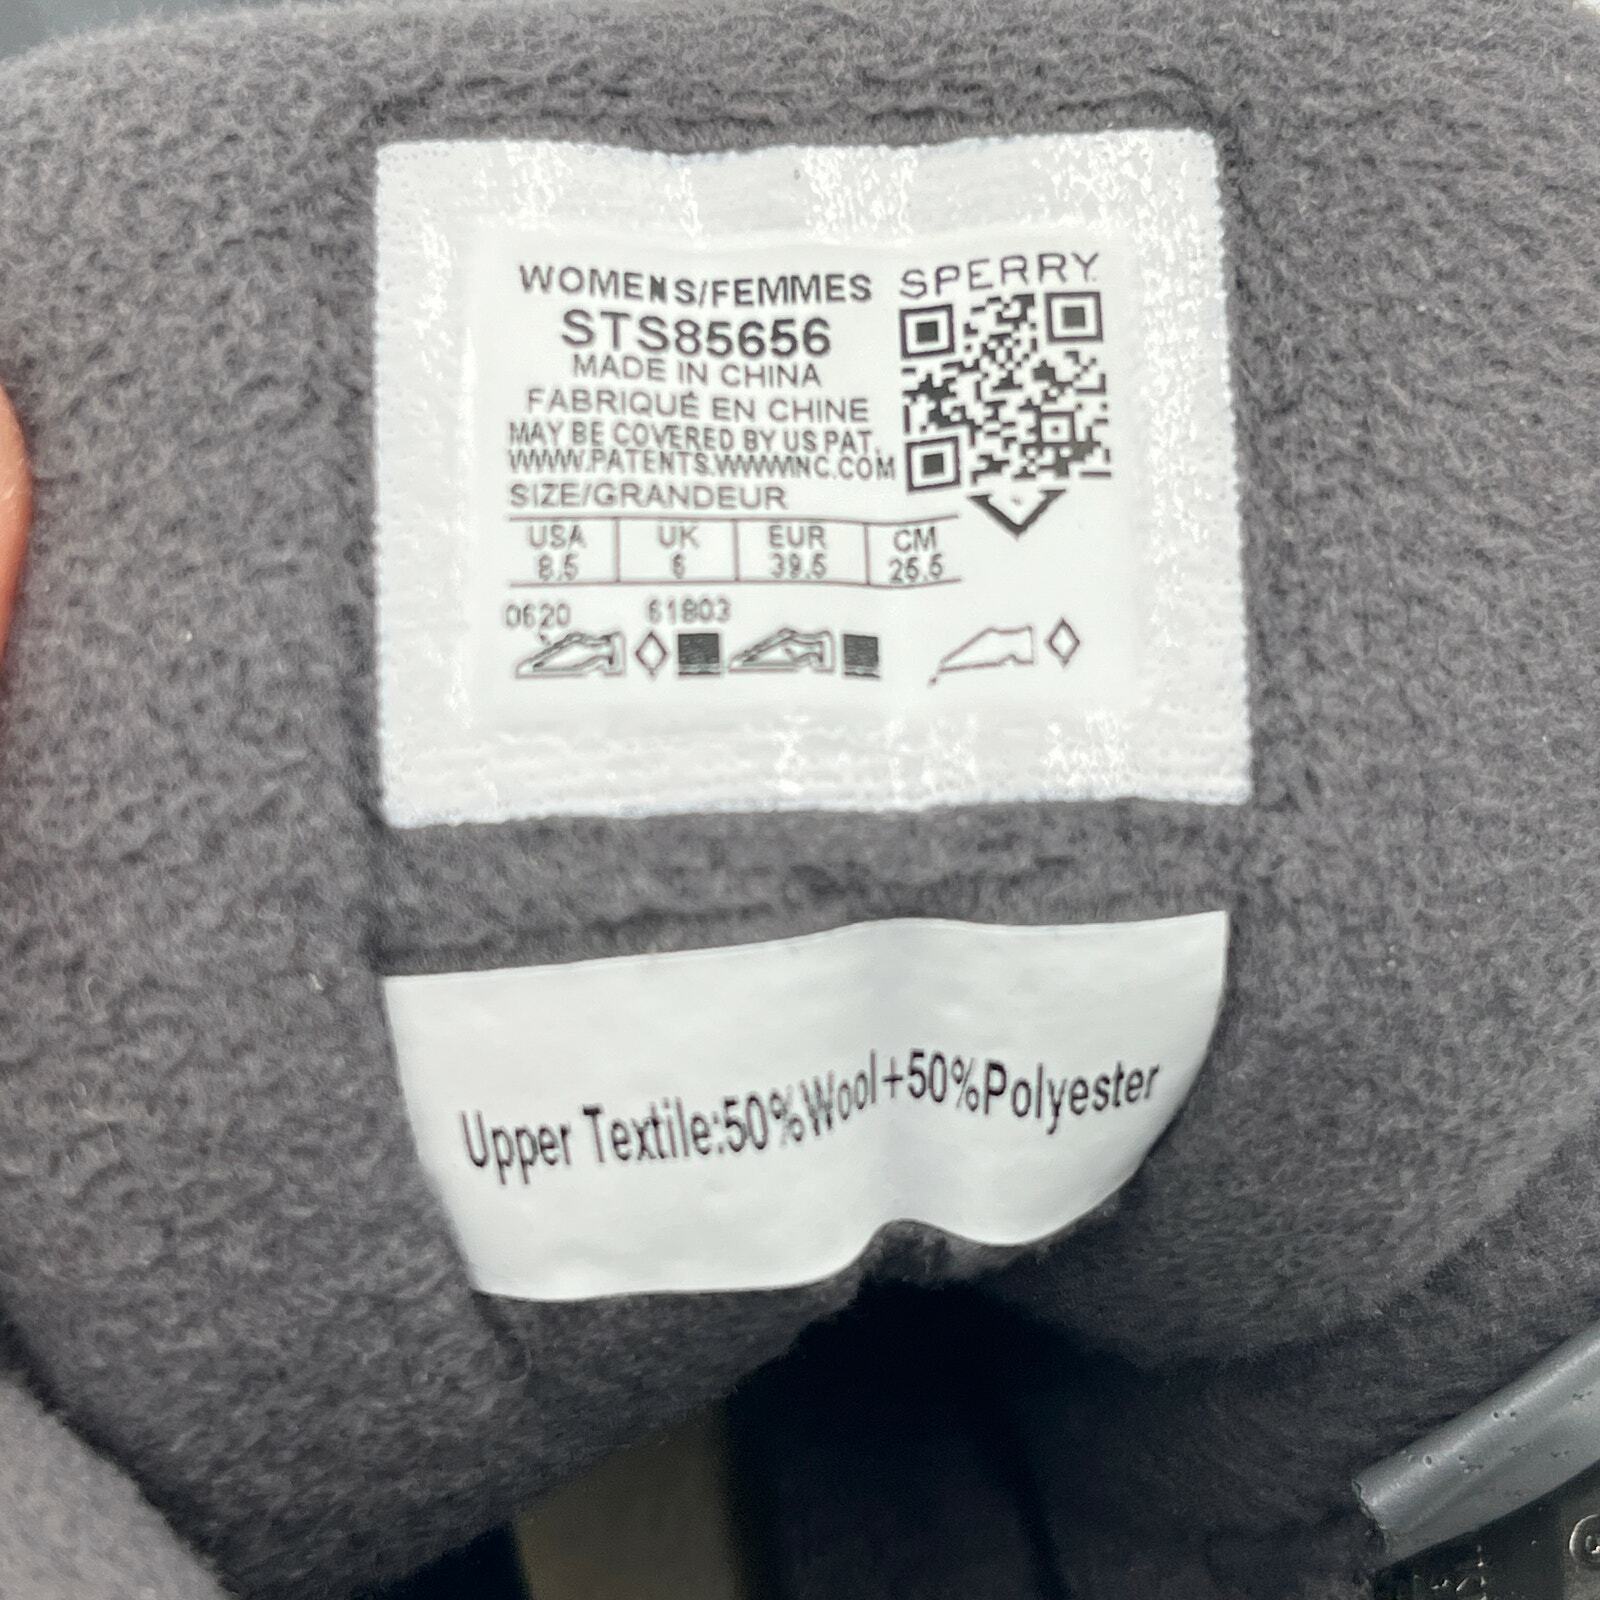 WOMENS/FEMMES
SPERRY
STS85656
MADE IN CHINA
FABRIQUÉ EN CHINE
MAY BE COVERED BY US PAT.
WWW.PATENTS.WWWINC.COM
SIZE/GRANDEUR
USA UK EUR CM
8.5 6 39.5 25.5
0620 61803
Upper Textile:50%Wool+50%Polyester